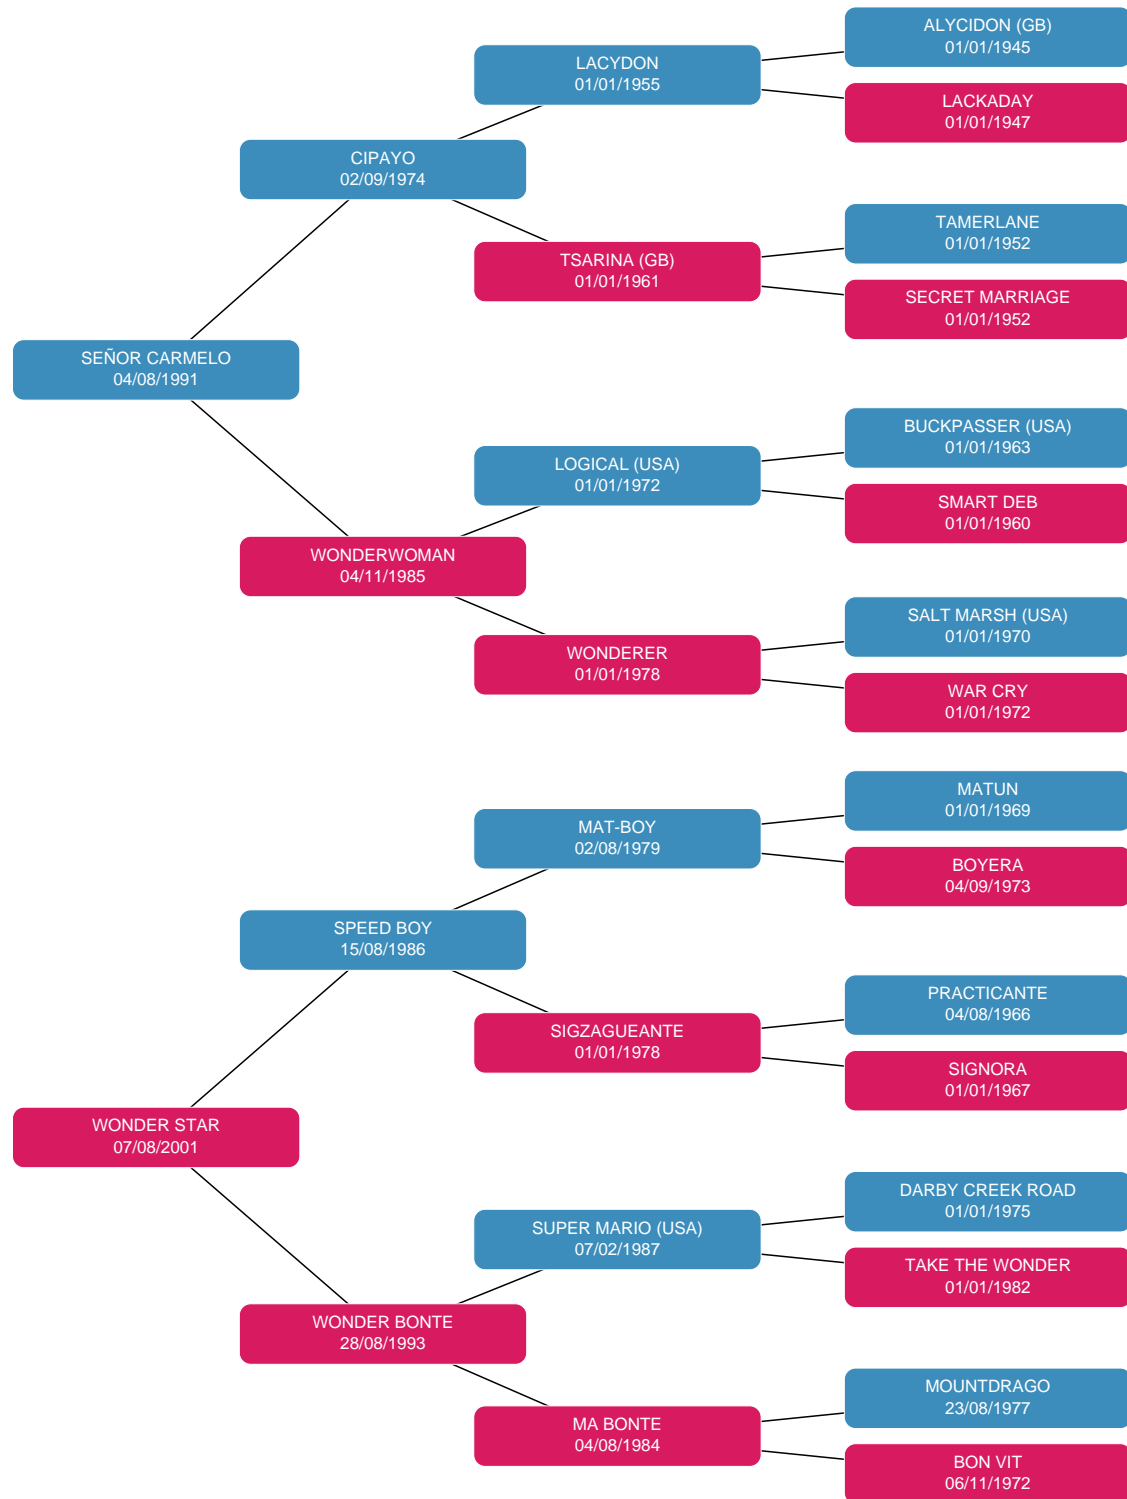 ALYCIDON (GB)
01/01/1945
LACYDON
01/01/1955
LACKADAY
01/01/1947
CIPAYO
02/09/1974
TAMERLANE
01/01/1952
TSARINA (GB)
01/01/1961
SECRET MARRIAGE
01/01/1952
SEÑOR CARMELO
04/08/1991
BUCKPASSER (USA)
01/01/1963
LOGICAL (USA)
01/01/1972
SMART DEB
01/01/1960
WONDERWOMAN
04/11/1985
SALT MARSH (USA)
01/01/1970
WONDERER
01/01/1978
WAR CRY
01/01/1972
MATUN
01/01/1969
MAT-BOY
02/08/1979
BOYERA
04/09/1973
SPEED BOY
15/08/1986
PRACTICANTE
04/08/1966
SIGZAGUEANTE
01/01/1978
SIGNORA
01/01/1967
WONDER STAR
07/08/2001
DARBY CREEK ROAD
01/01/1975
SUPER MARIO (USA)
07/02/1987
TAKE THE WONDER
01/01/1982
WONDER BONTE
28/08/1993
MOUNTDRAGO
23/08/1977
MA BONTE
04/08/1984
BON VIT
06/11/1972